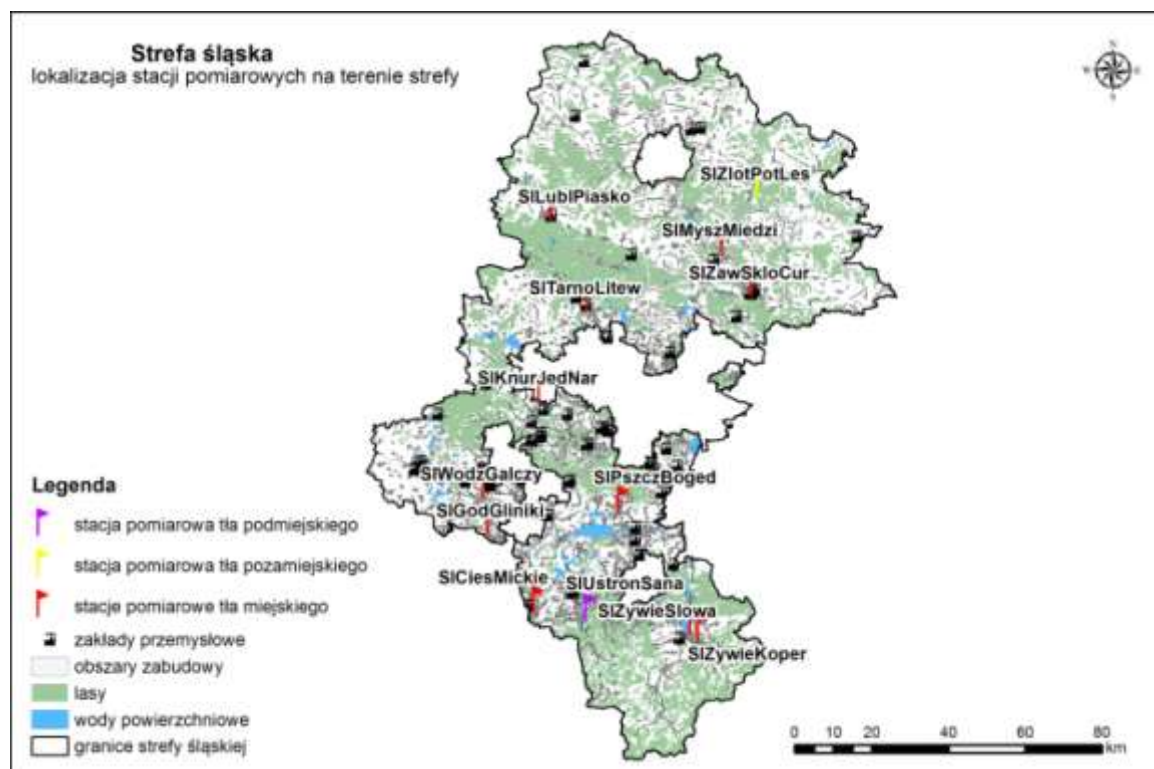 Strefa śląska
lokalizacja stacji pomiarowych na terenie strefy
N
W
E
S
SlZlotPotLes
SlLublPiasko
SlMyszMiedzi
SlZawSkloCur
SlTarnoLitew
SlKnurJedNar
SlWodzGalczy
SlPszczBoged
SlGodGliniki
SlCiesMickie
SlUstronSana
SlZywieSlowa
SlZywieKoper
Legenda
stacja pomiarowa tła podmiejskiego
stacja pomiarowa tła pozamiejskiego
stacje pomiarowe tła miejskiego
zakłady przemysłowe
obszary zabudowy
lasy
wody powierzchniowe
granice strefy śląskiej
0 10 20 40 60 80
km